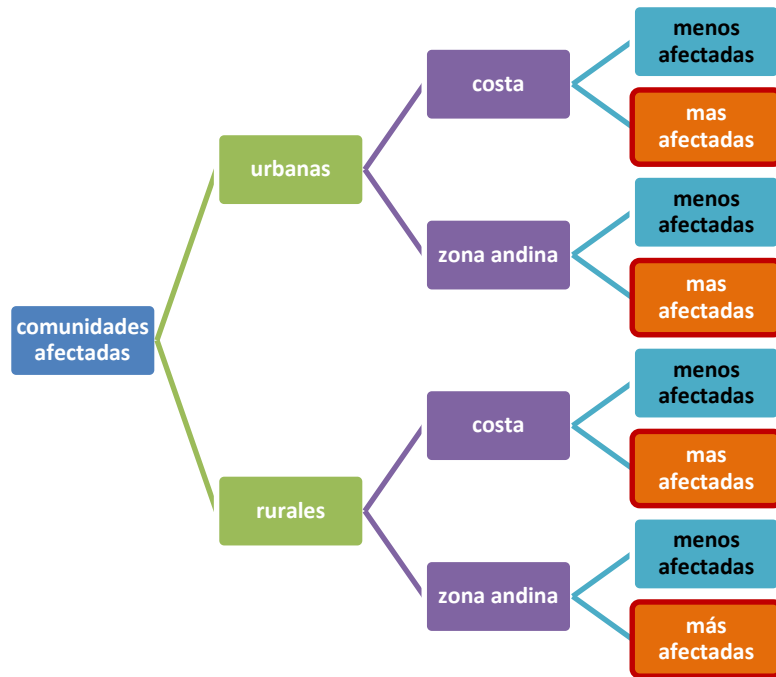 menos
afectadas
costa
mas
afectadas
urbanas
menos
afectadas
zona andina
mas
afectadas
comunidades
afectadas
menos
afectadas
costa
mas
afectadas
rurales
menos
afectadas
zona andina
más
afectadas